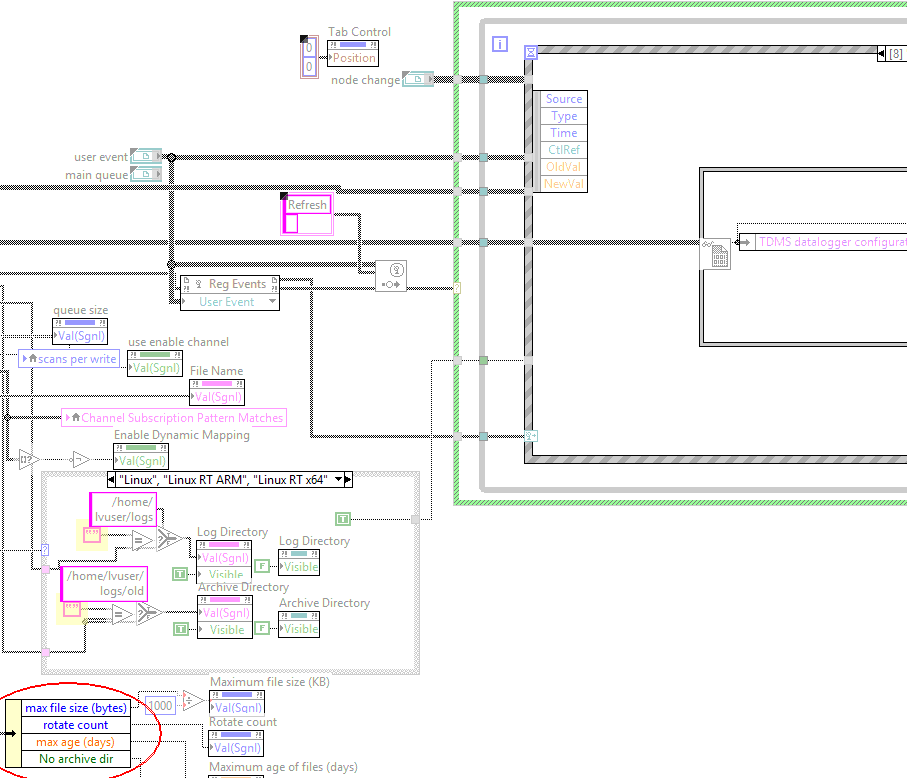 Tab Control
0
0
Position
i
[8]
node change
Source
Type
Time
CtlRef
OldVal
NewVal
user event
main queue
Refresh
TDMS datalogger configurat
Reg Events
User Event
queue size
Val(Sgnl)
use enable channel
scans per write
Val(Sgnl)
File Name
Val(Sgnl)
Channel Subscription Pattern Matches
Enable Dynamic Mapping
Val(Sgnl)
"Linux", "Linux RT ARM", "Linux RT x64"
/home/
lvuser/logs
T
Log Directory
Val(Sgnl)
T
Visible
Log Directory
F
Visible
/home/lvuser/
logs/old
Archive Directory
Val(Sgnl)
T
Visible
Archive Directory
F
Visible
Maximum file size (KB)
max file size (bytes)
1000
Val(Sgnl)
rotate count
Rotate count
max age (days)
Val(Sgnl)
No archive dir
Maximum age of files (days)